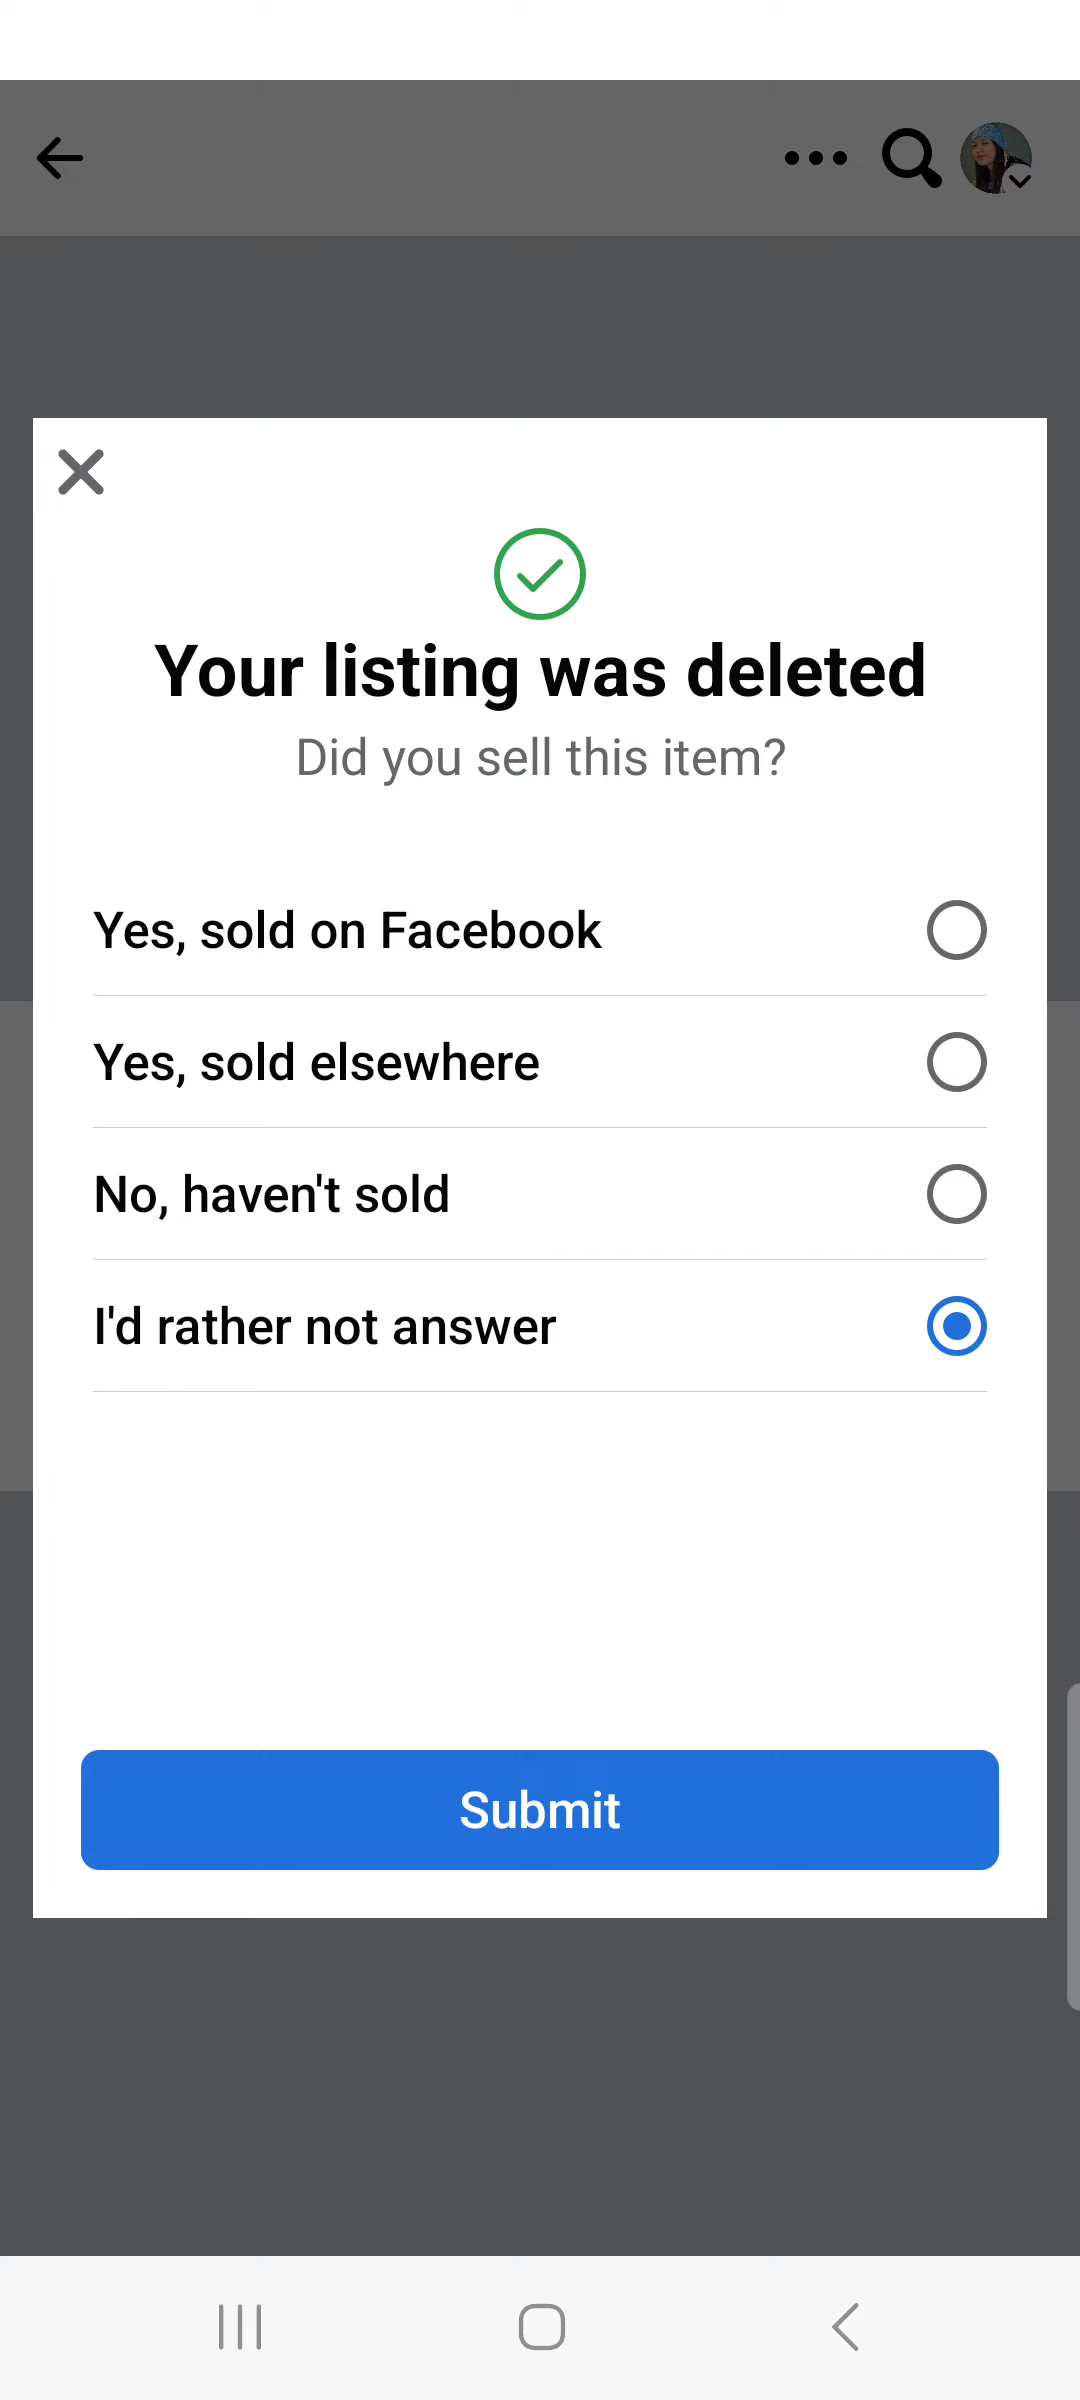 Your listing was deleted
Did you sell this item?
Yes, sold on Facebook
Yes, sold elsewhere
No, haven't sold
I'd rather not answer
Submit